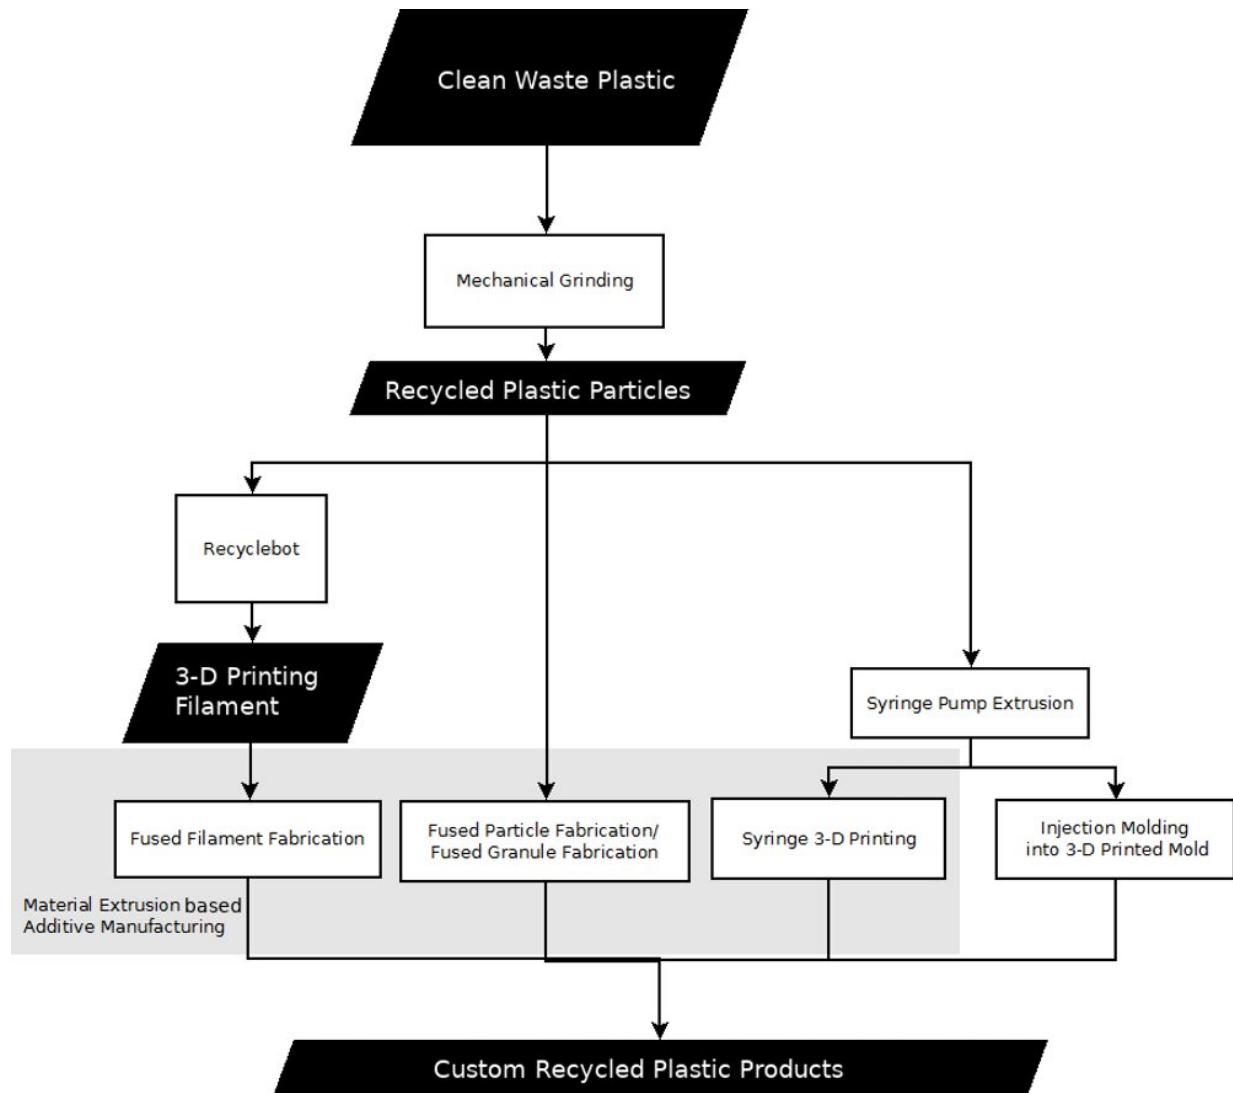 Clean Waste Plastic
Mechanical Grinding
Recycled Plastic Particles
Recyclebot
3-D Printing
Filament
Syringe Pump Extrusion
Fused Filament Fabrication
Fused Particle Fabrication/
Fused Granule Fabrication
Syringe 3-D Printing
Injection Molding
into 3-D Printed Mold
Material Extrusion based
Additive Manufacturing
Custom Recycled Plastic Products